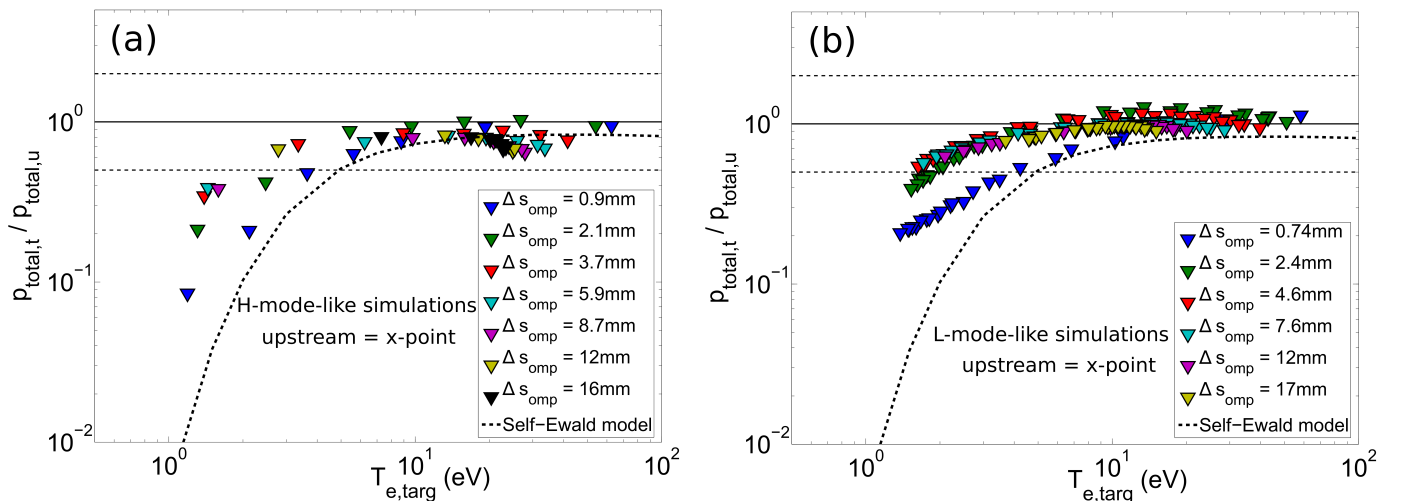 (a)
10^0
10^-1
10^-2
p_total,t / p_total,u
H-mode-like simulations
upstream = x-point
Δ s_omp = 0.9mm
Δ s_omp = 2.1mm
Δ s_omp = 3.7mm
Δ s_omp = 5.9mm
Δ s_omp = 8.7mm
Δ s_omp = 12mm
Δ s_omp = 16mm
Self-Ewald model
10^0
10^1
10^2
T_e,targ (eV)
(b)
10^0
10^-1
10^-2
p_total,t / p_total,u
L-mode-like simulations
upstream = x-point
Δ s_omp = 0.74mm
Δ s_omp = 2.4mm
Δ s_omp = 4.6mm
Δ s_omp = 7.6mm
Δ s_omp = 12mm
Δ s_omp = 17mm
Self-Ewald model
10^0
10^1
10^2
T_e,targ (eV)